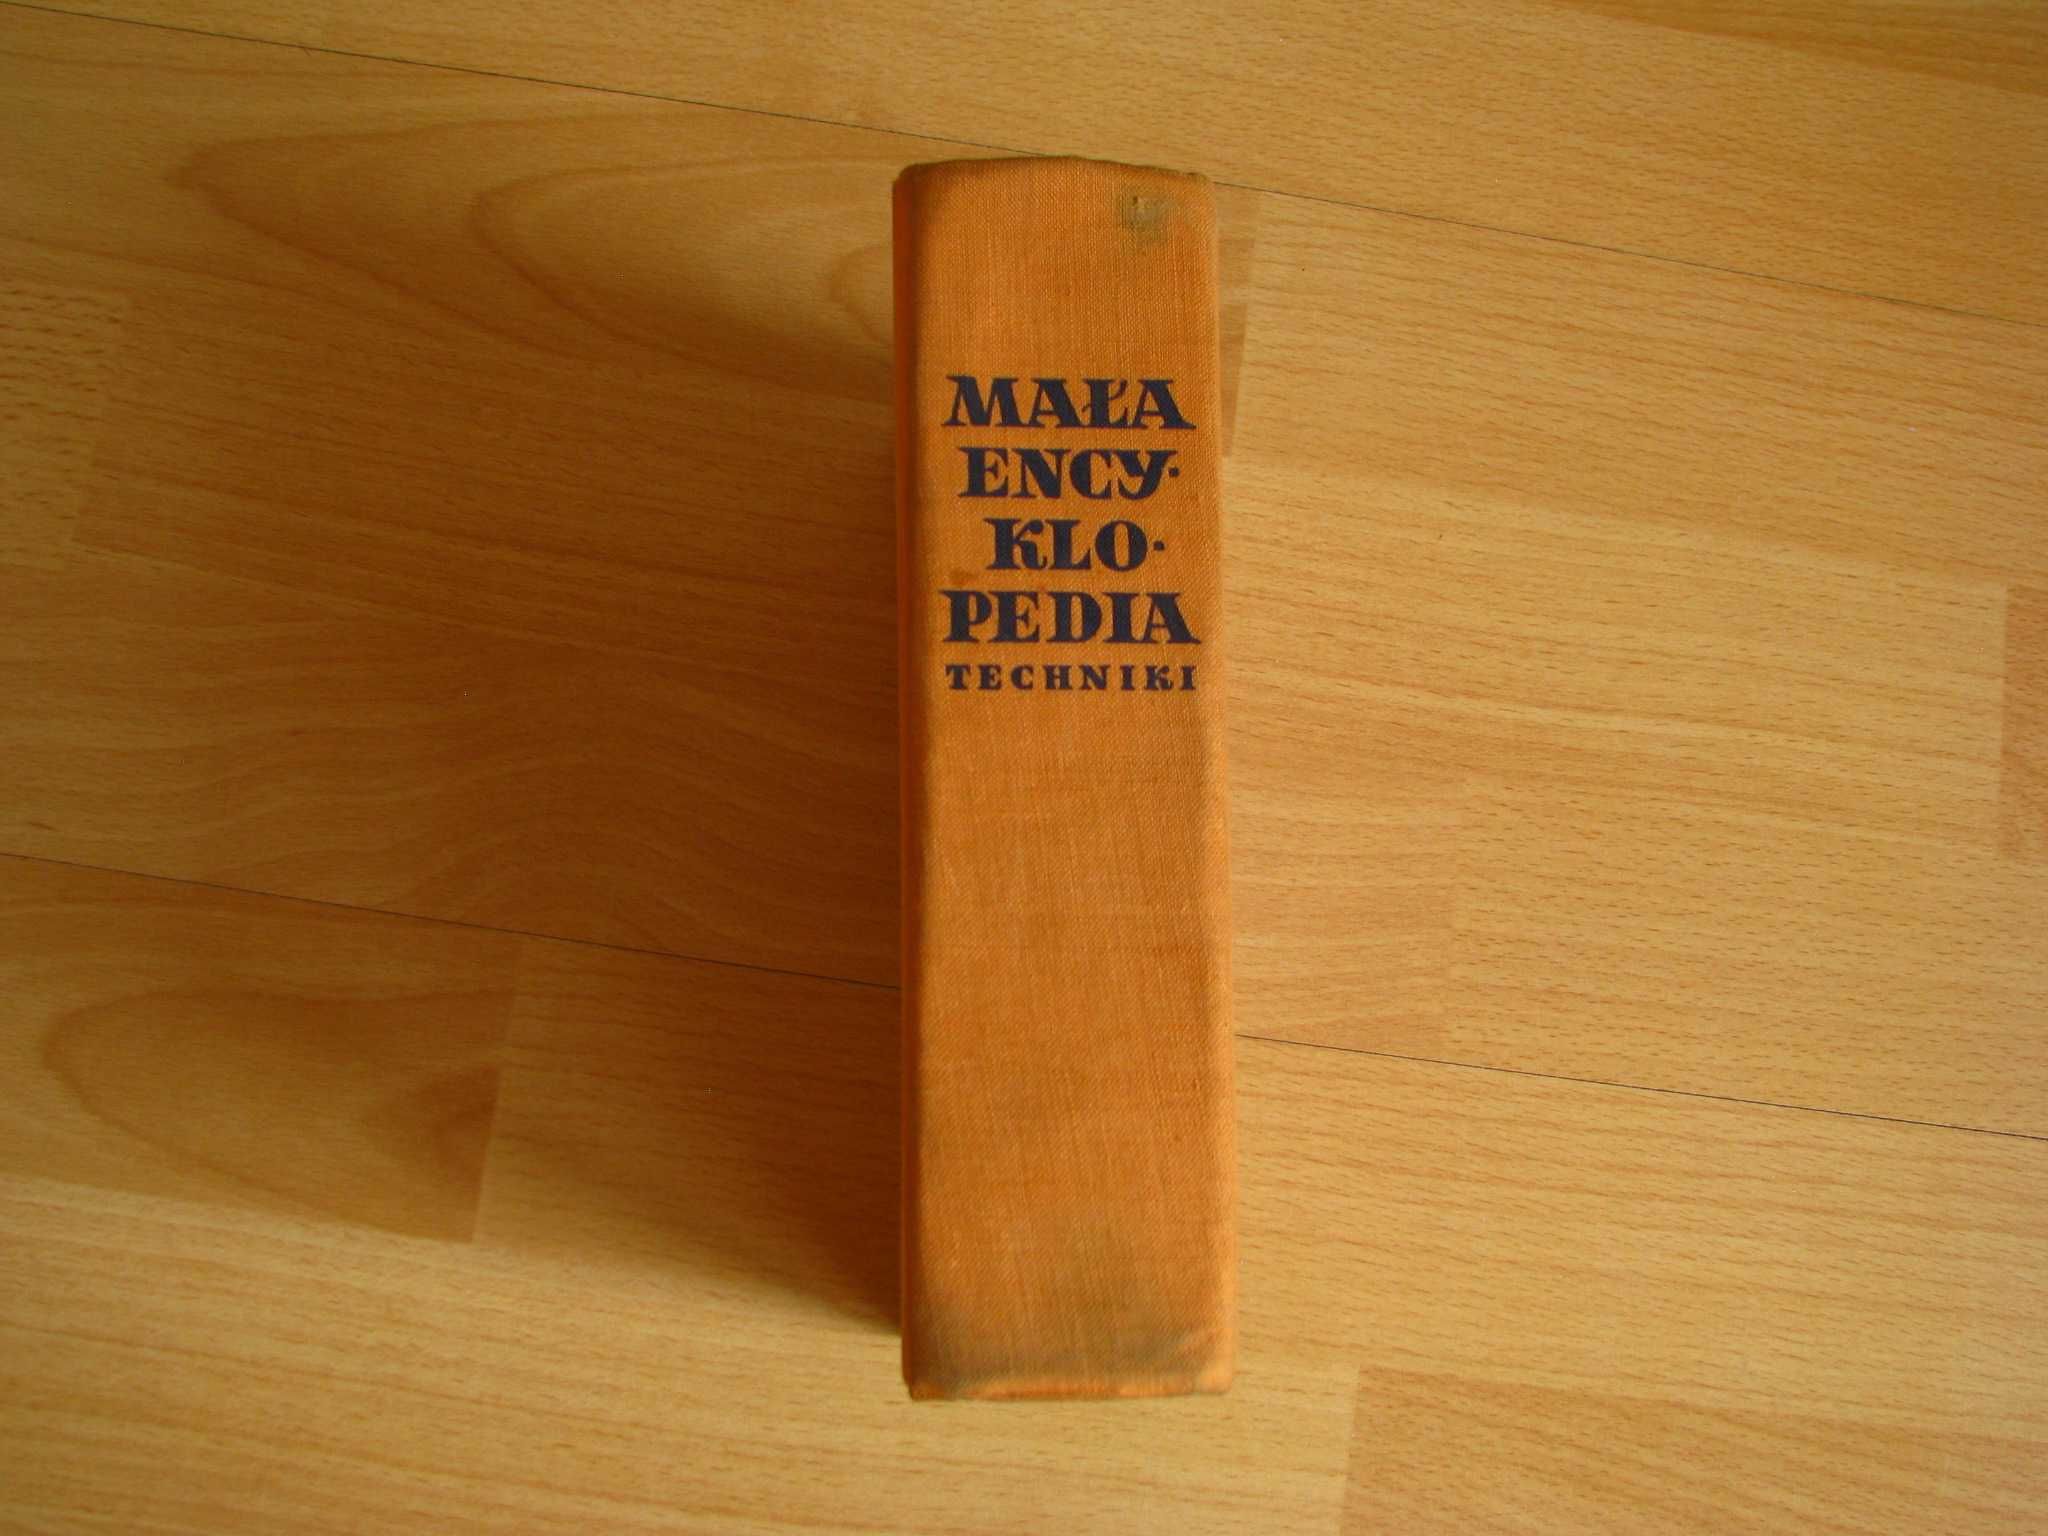 MAŁA
ENCY-
KLO-
PEDIA
TECHNIKI